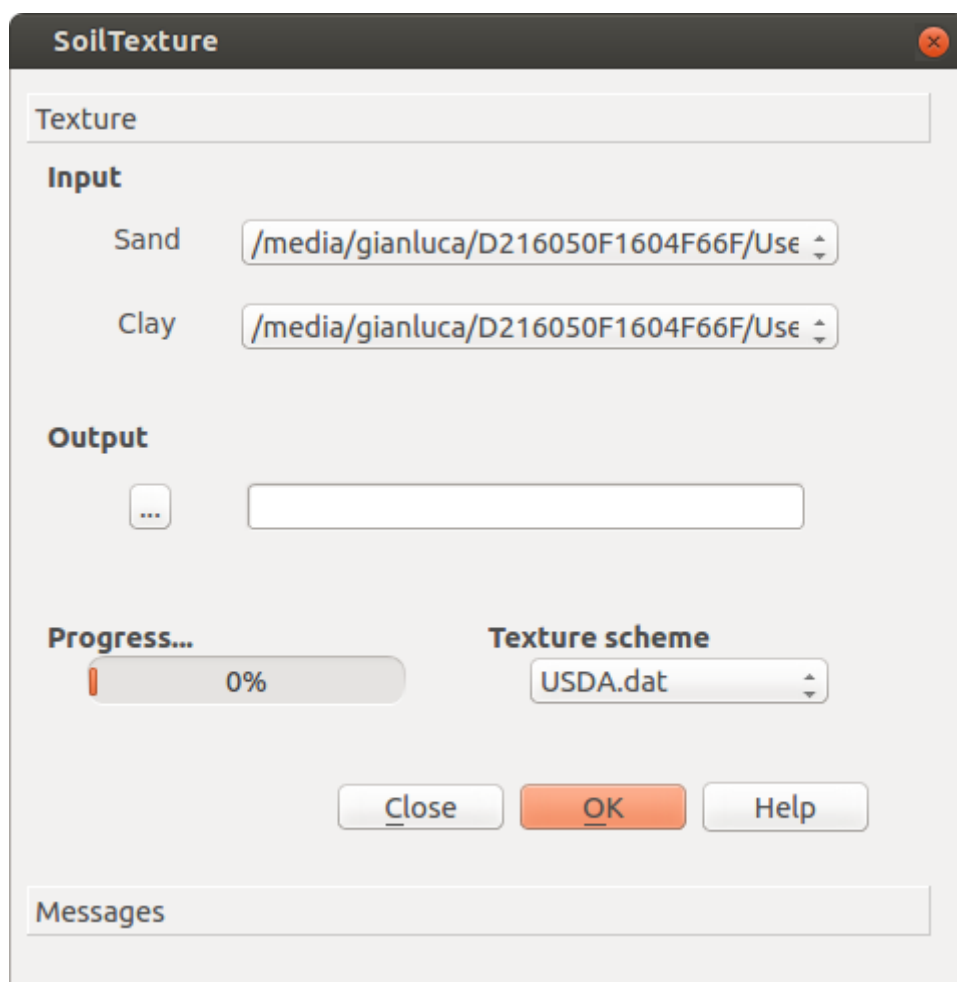 SoilTexture
Texture
Input
Sand /media/gianluca/D216050F1604F66F/Use
Clay /media/gianluca/D216050F1604F66F/Use
Output
...
Progress... Texture scheme
0% USDA.dat
Close OK Help
Messages